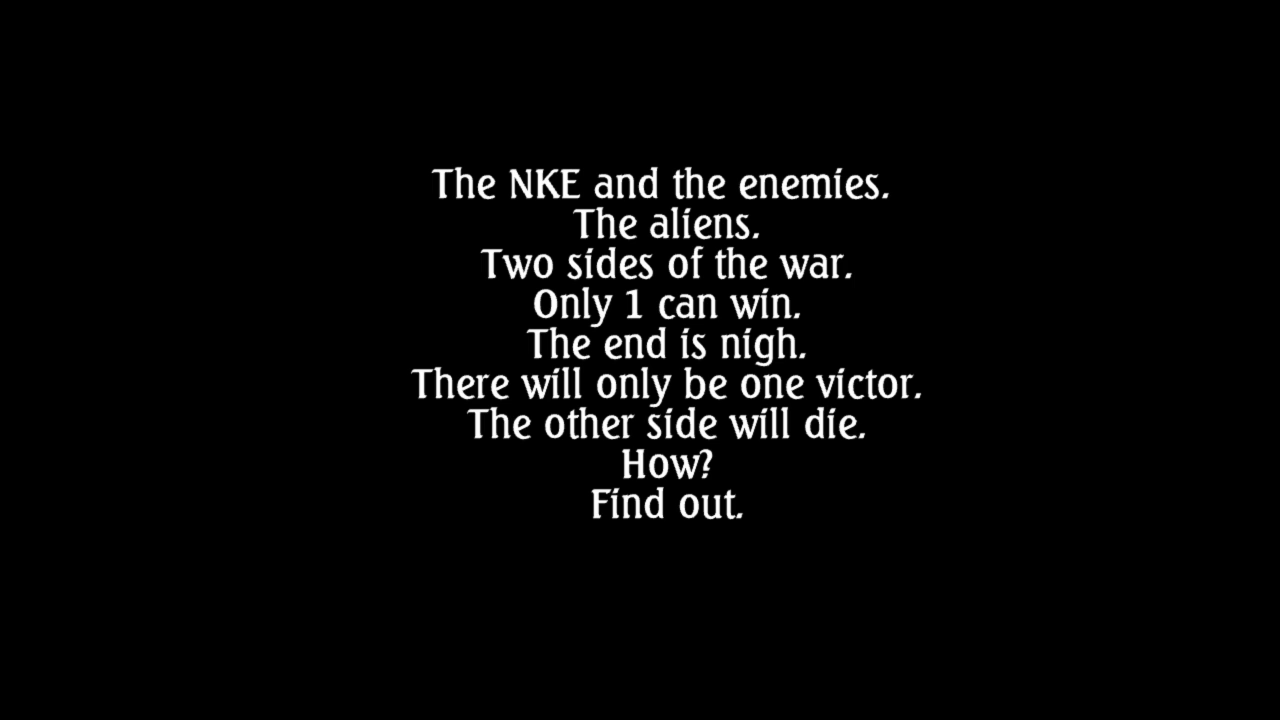 The NKE and the enemies.
The aliens.
Two sides of the war.
Only 1 can win.
The end is nigh.
There will only be one victor.
The other side will die.
How?
Find out.